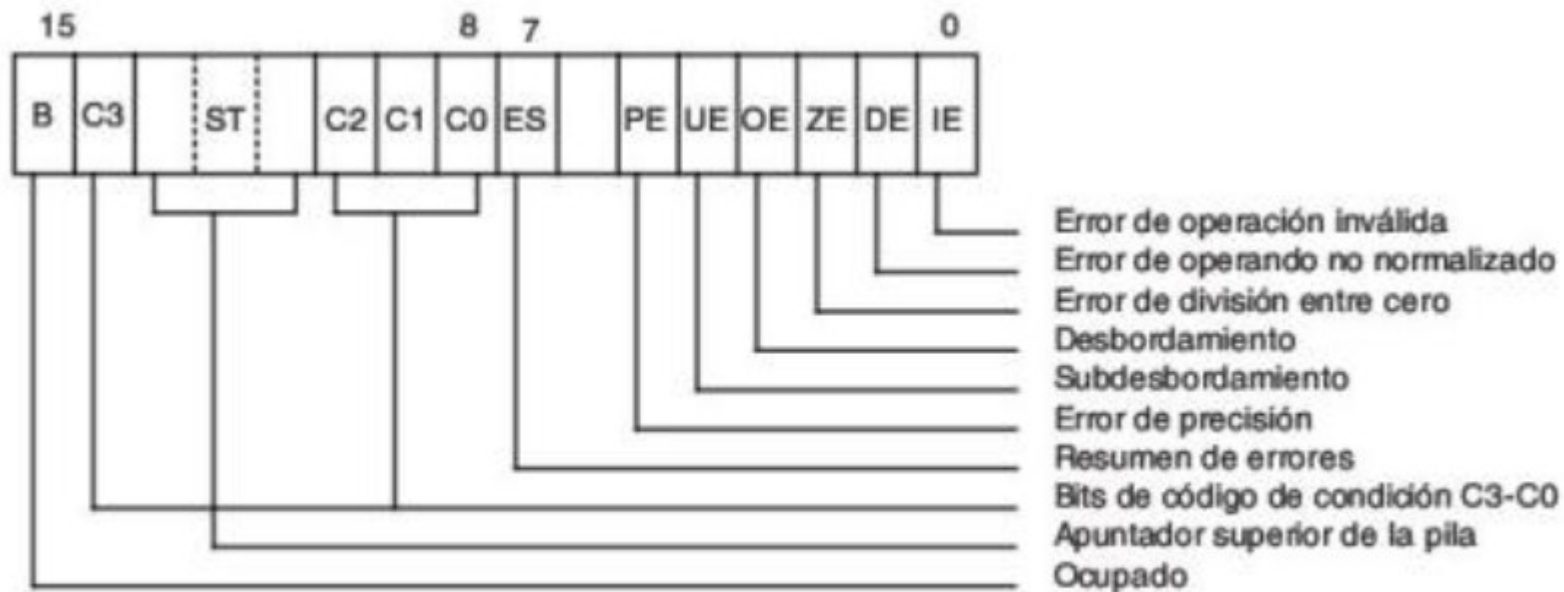 15 8 7 0
B C3 ST C2 C1 C0 ES PE UE OE ZE DE IE
Error de operación inválida
Error de operando no normalizado
Error de división entre cero
Desbordamiento
Subdesbordamiento
Error de precisión
Resumen de errores
Bits de código de condición C3-C0
Apuntador superior de la pila
Ocupado